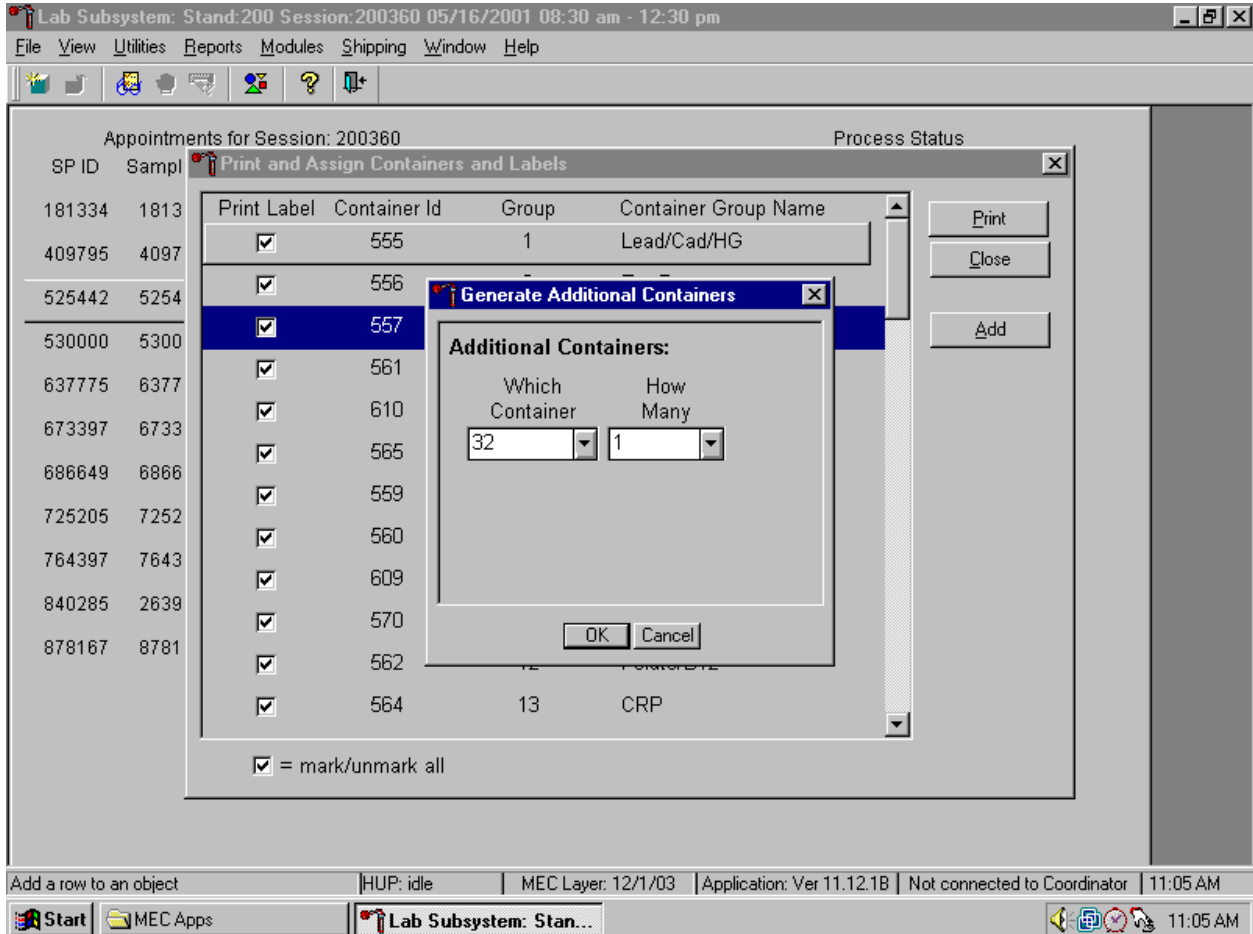 Lab Subsystem: Stand:200 Session:200360 05/16/2001 08:30 am - 12:30 pm
File View Utilities Reports Modules Shipping Window Help
Appointments for Session: 200360 Process Status
SP ID Sampl
181334 1813
409795 4097
525442 5254
530000 5300
637775 6377
673397 6733
686649 6866
725205 7252
764397 7643
840285 2639
878167 8781
Print and Assign Containers and Labels
Print Label Container Id Group Container Group Name
555 1 Lead/Cad/HG
556
557
561
610
565
559
560
609
570
562
564 13 CRP
= mark/unmark all
Print
Close
Add
Generate Additional Containers
Additional Containers:
Which How
Container Many
32 1
OK Cancel
Add a row to an object HUP: idle MEC Layer: 12/1/03 Application: Ver 11.12.1B Not connected to Coordinator 11:05 AM
Start MEC Apps Lab Subsystem: Stan... 11:05 AM